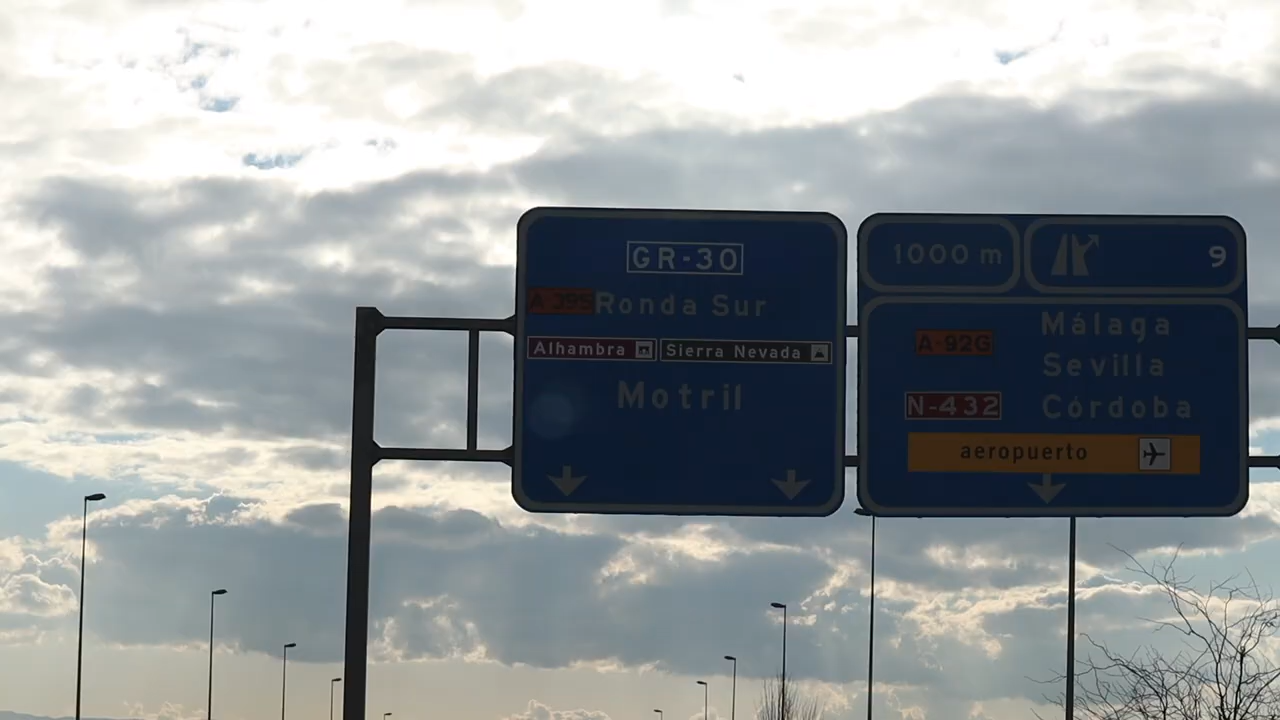 GR-30
A 395 Ronda Sur
Alhambra Sierra Nevada
Motril
1000 m 9
A-92G Málaga
Sevilla
N-432 Córdoba
aeropuerto